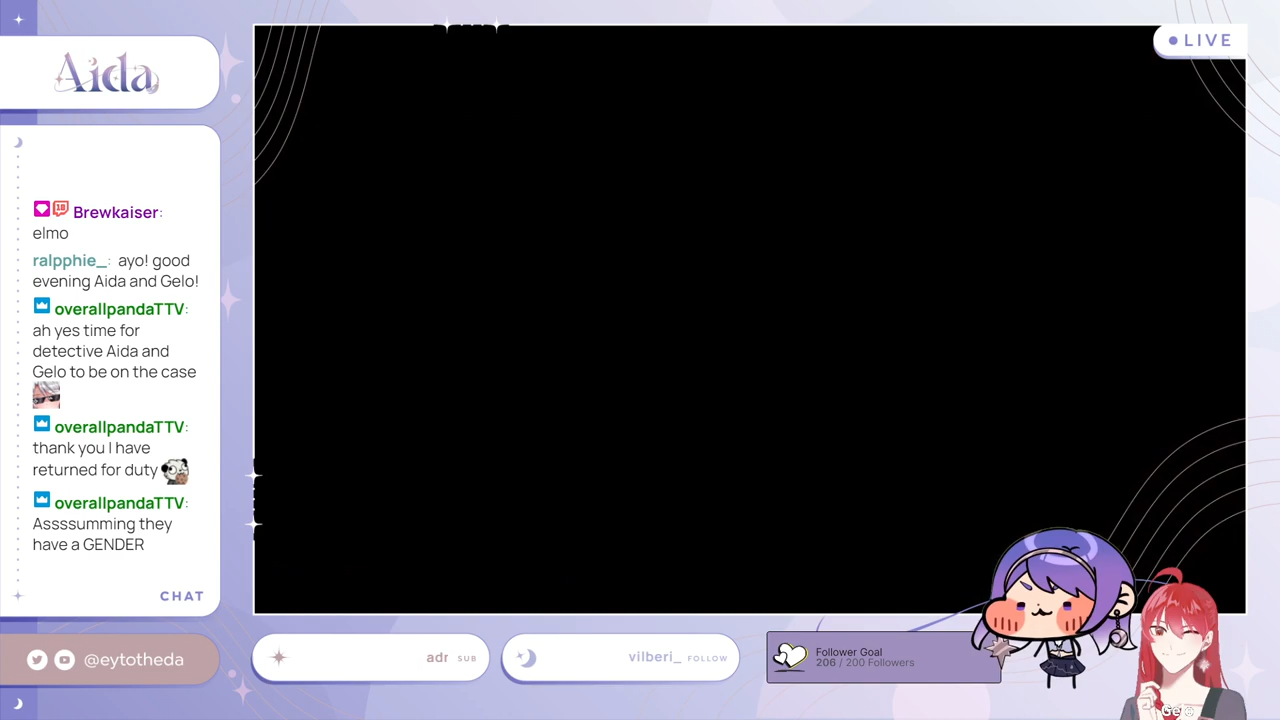 Aida
LIVE
Brewkaiser:
elmo
ralpphie_: ayo! good
evening Aida and Gelo!
overallpandaTTV:
ah yes time for
detective Aida and
Gelo to be on the case
overallpandaTTV:
thank you I have
returned for duty
overallpandaTTV:
Asssssumming they
have a GENDER
CHAT
@eytotheda
adr SUB
vilberi_ FOLLOW
Follower Goal
206 / 200 Followers
Gelo